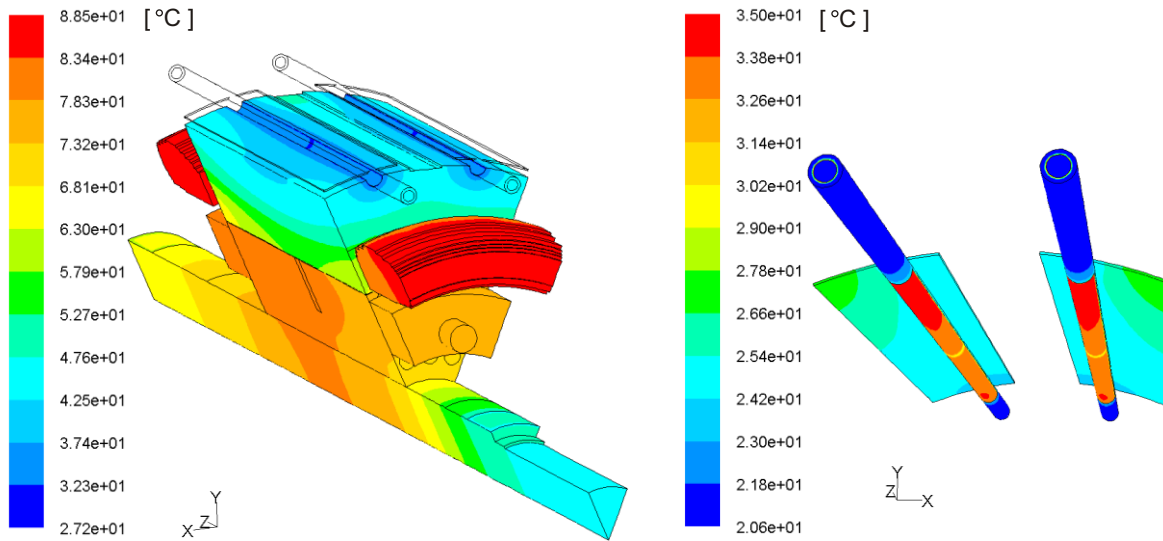 8.85e+01 [ °C ]
8.34e+01
7.83e+01
7.32e+01
6.81e+01
6.30e+01
5.79e+01
5.27e+01
4.76e+01
4.25e+01
3.74e+01
3.23e+01
2.72e+01
Y
Z
X
3.50e+01 [ °C ]
3.38e+01
3.26e+01
3.14e+01
3.02e+01
2.90e+01
2.78e+01
2.66e+01
2.54e+01
2.42e+01
2.30e+01
2.18e+01
2.06e+01
Y
Z X